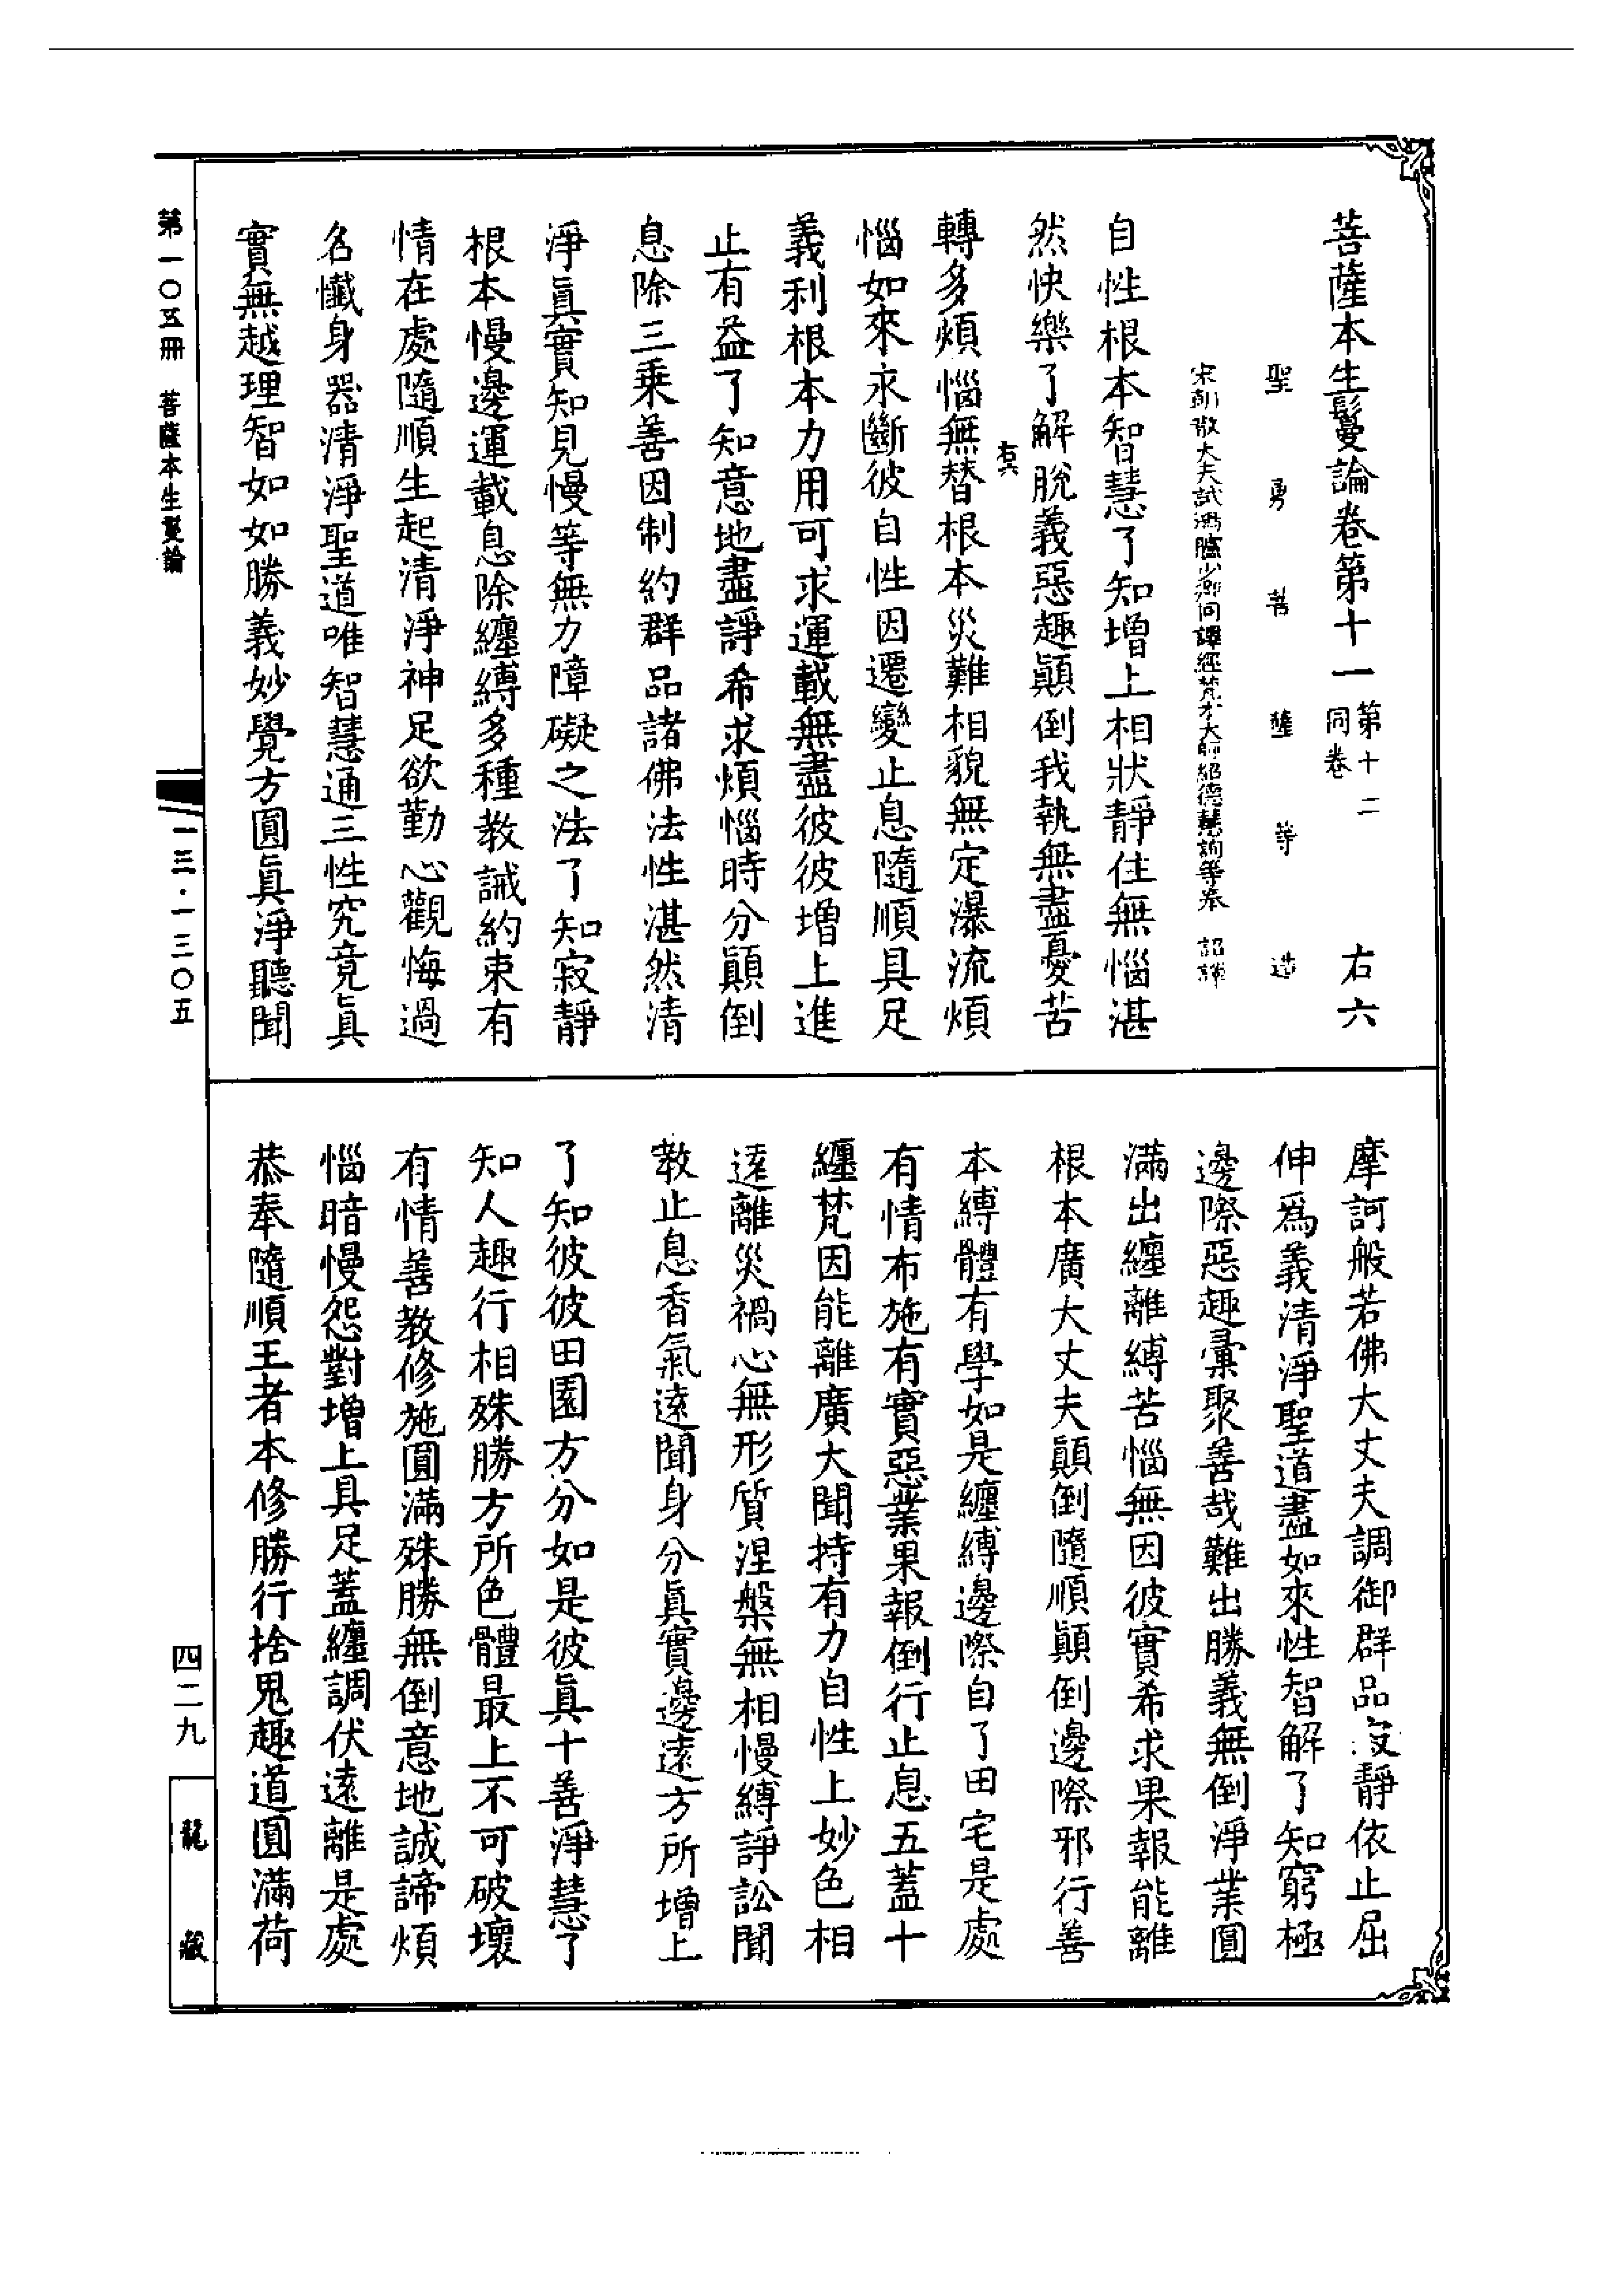 菩薩本生鬘論卷第十一 第十二同卷 右六
聖勇菩薩等造
宋朝散大夫試鴻臚少卿同譯經梵才大師紹德慧詢等奉 詔譯
自性根本智慧了知增上相狀靜住無惱湛
然快樂了解脫義惡趣顚倒我執無盡憂苦
轉多煩惱無替根本災難相貌無定瀑流煩
惱如來永斷彼自性因遷變止息隨順具足
義利根本力用可求運載無盡彼彼增上進
止有益了知意地盡諍希求煩惱時分顚倒
息除三乘善因制約群品諸佛法性湛然清
淨眞實知見慢等無力障礙之法了知寂靜
根本慢邊運載息除纏縛多種教誡約束有
情在處隨順生起清淨神足欲勤心觀悔過
名懺身器清淨聖道唯智慧通三性究竟眞
實無越理智如如勝義妙覺方圓眞淨聽聞
摩訶般若佛大丈夫調御群品寂靜依止屈
伸爲義清淨聖道盡如來性智解了知窮極
邊際惡趣彙聚善哉難出勝義無倒淨業圓
滿出纏離縛苦惱無因彼實希求果報能離
根本廣大丈夫顚倒隨順顚倒邊際邪行善
本縛體有學如是纏縛邊際自了田宅是處
有情布施有實惡業果報倒行止息五蓋十
纏梵因能離廣大聞持有力自性上妙色相
遠離災禍心無形質涅槃無相慢縛諍訟聞
教止息香氣遠聞身分眞實邊遠方所增上
了知彼彼田園方分如是彼眞十善淨慧了
知人趣行相殊勝方所色體最上不可破壞
有情善教修施圓滿殊勝無倒意地誠諦煩
惱暗慢怨對增上具足蓋纏調伏遠離是處
恭奉隨順王者本修勝行捨鬼趣道圓滿荷
第一〇五冊 菩薩本生鬘論
一三·一三〇五
四二九
龍藏